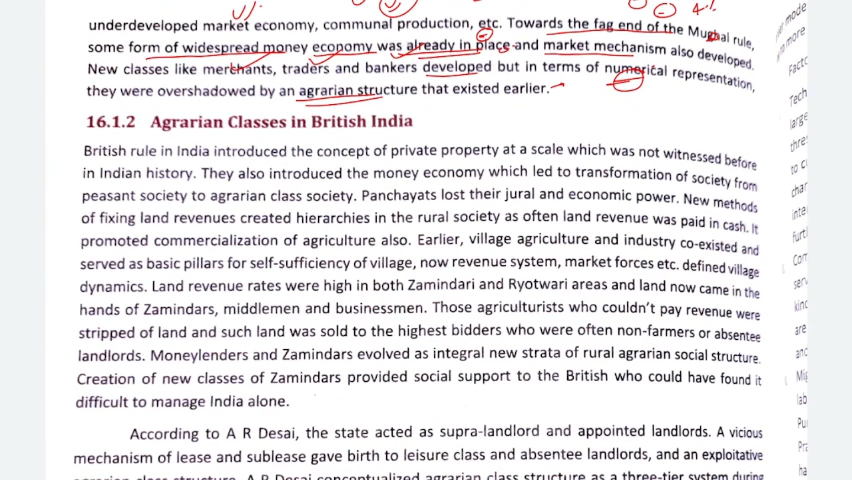 underdeveloped market economy, communal production, etc. Towards the fag end of the Mughal rule,
some form of widespread money economy was already in place and market mechanism also developed.
New classes like merchants, traders and bankers developed but in terms of numerical representation,
they were overshadowed by an agrarian structure that existed earlier.
16.1.2 Agrarian Classes in British India
British rule in India introduced the concept of private property at a scale which was not witnessed before
in Indian history. They also introduced the money economy which led to transformation of society from
peasant society to agrarian class society. Panchayats lost their jural and economic power. New methods
of fixing land revenues created hierarchies in the rural society as often land revenue was paid in cash. It
promoted commercialization of agriculture also. Earlier, village agriculture and industry co-existed and
served as basic pillars for self-sufficiency of village, now revenue system, market forces etc. defined village
dynamics. Land revenue rates were high in both Zamindari and Ryotwari areas and land now came in the
hands of Zamindars, middlemen and businessmen. Those agriculturists who couldn't pay revenue were
stripped of land and such land was sold to the highest bidders who were often non-farmers or absentee
landlords. Moneylenders and Zamindars evolved as integral new strata of rural agrarian social structure.
Creation of new classes of Zamindars provided social support to the British who could have found it
difficult to manage India alone.
According to A R Desai, the state acted as supra-landlord and appointed landlords. A vicious
mechanism of lease and sublease gave birth to leisure class and absentee landlords, and an exploitative
agrarian class structure. A R Desai conceptualized agrarian class structure as a three-tier system during